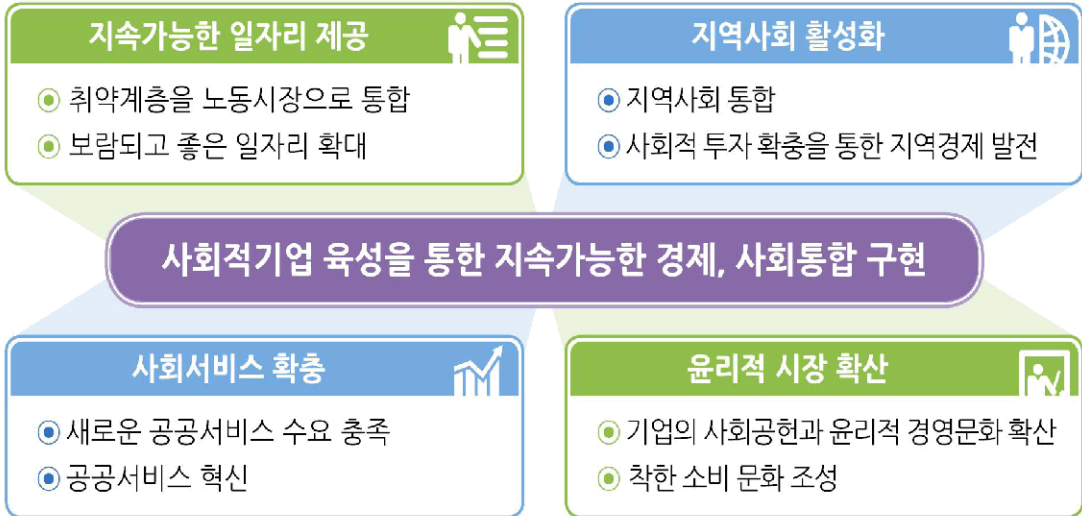 지속가능한 일자리 제공
취약계층을 노동시장으로 통합
보람되고 좋은 일자리 확대
지역사회 활성화
지역사회 통합
사회적 투자 확충을 통한 지역경제 발전
사회적기업 육성을 통한 지속가능한 경제, 사회통합 구현
사회서비스 확충
새로운 공공서비스 수요 충족
공공서비스 혁신
윤리적 시장 확산
기업의 사회공헌과 윤리적 경영문화 확산
착한 소비 문화 조성